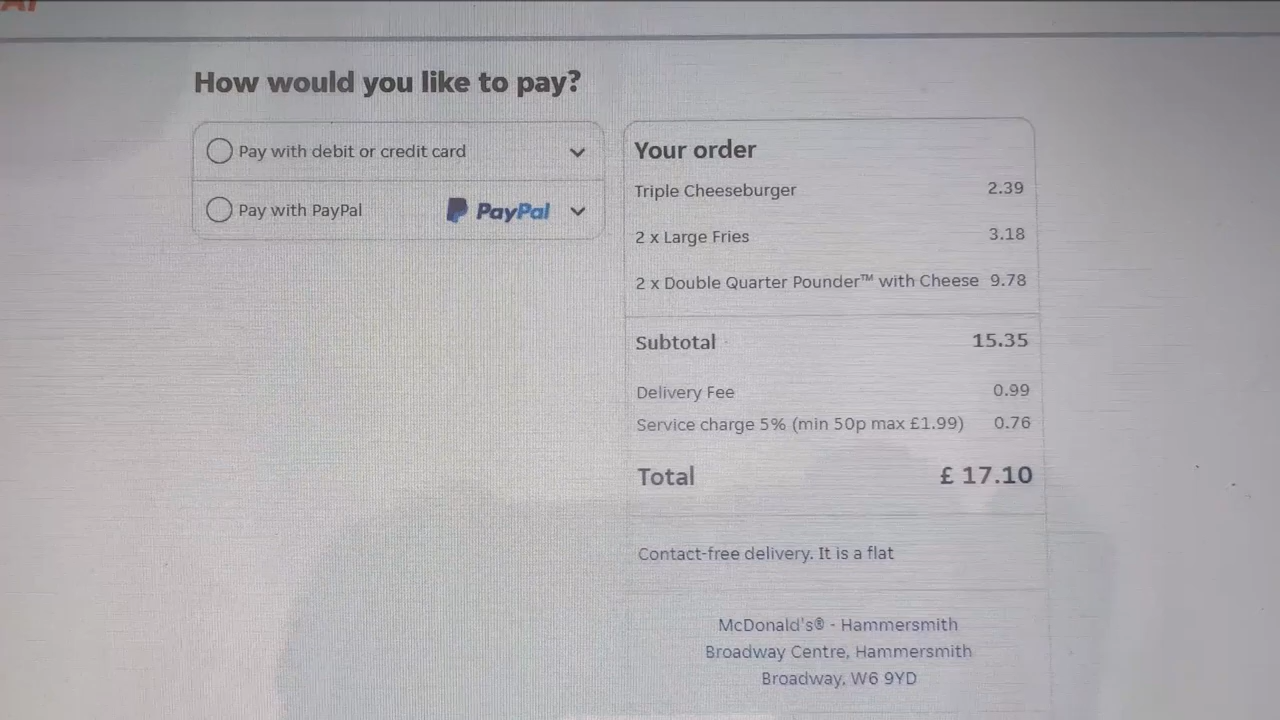 How would you like to pay?
Pay with debit or credit card
Pay with PayPal PayPal
Your order
Triple Cheeseburger 2.39
2 x Large Fries 3.18
2 x Double Quarter Pounder™ with Cheese 9.78
Subtotal 15.35
Delivery Fee 0.99
Service charge 5% (min 50p max £1.99) 0.76
Total £ 17.10
Contact-free delivery. It is a flat
McDonald's® - Hammersmith
Broadway Centre, Hammersmith
Broadway, W6 9YD